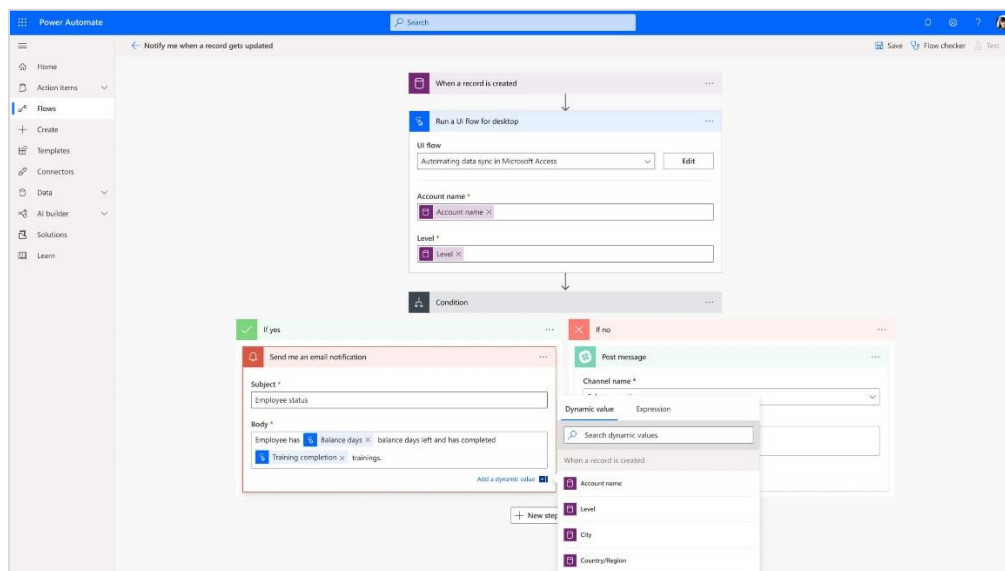 Power Automate
Search
Notify me when a record gets updated
Save
Flow checker
Test
Home
Action items
Flows
Create
Templates
Connectors
Data
AI builder
Solutions
Learn
When a record is created
Run a UI flow for desktop
UI flow
Automating data sync in Microsoft Access
Edit
Account name *
Account name ×
Level *
Level ×
Condition
If yes
Send me an email notification
Subject *
Employee status
Body *
Employee has Balance days × balance days left and has completed
Training completion × trainings.
Add a dynamic value
If no
Post message
Channel name *
Dynamic value
Expression
Search dynamic values
When a record is created
Account name
Level
City
Country/Region
+ New step